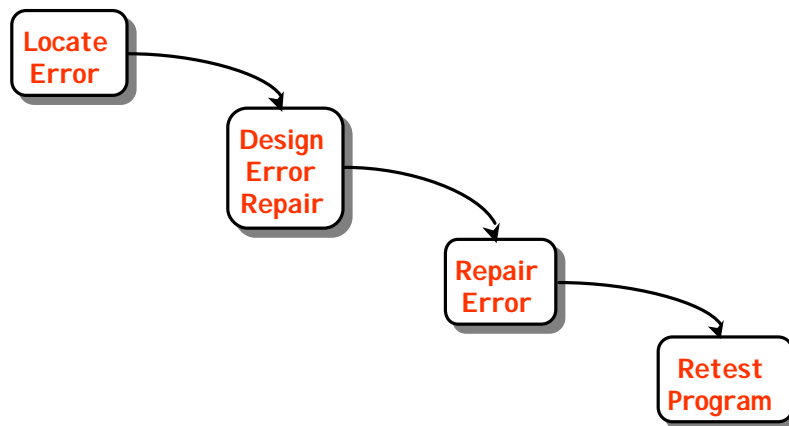 Locate
Error
Design
Error
Repair
Repair
Error
Retest
Program